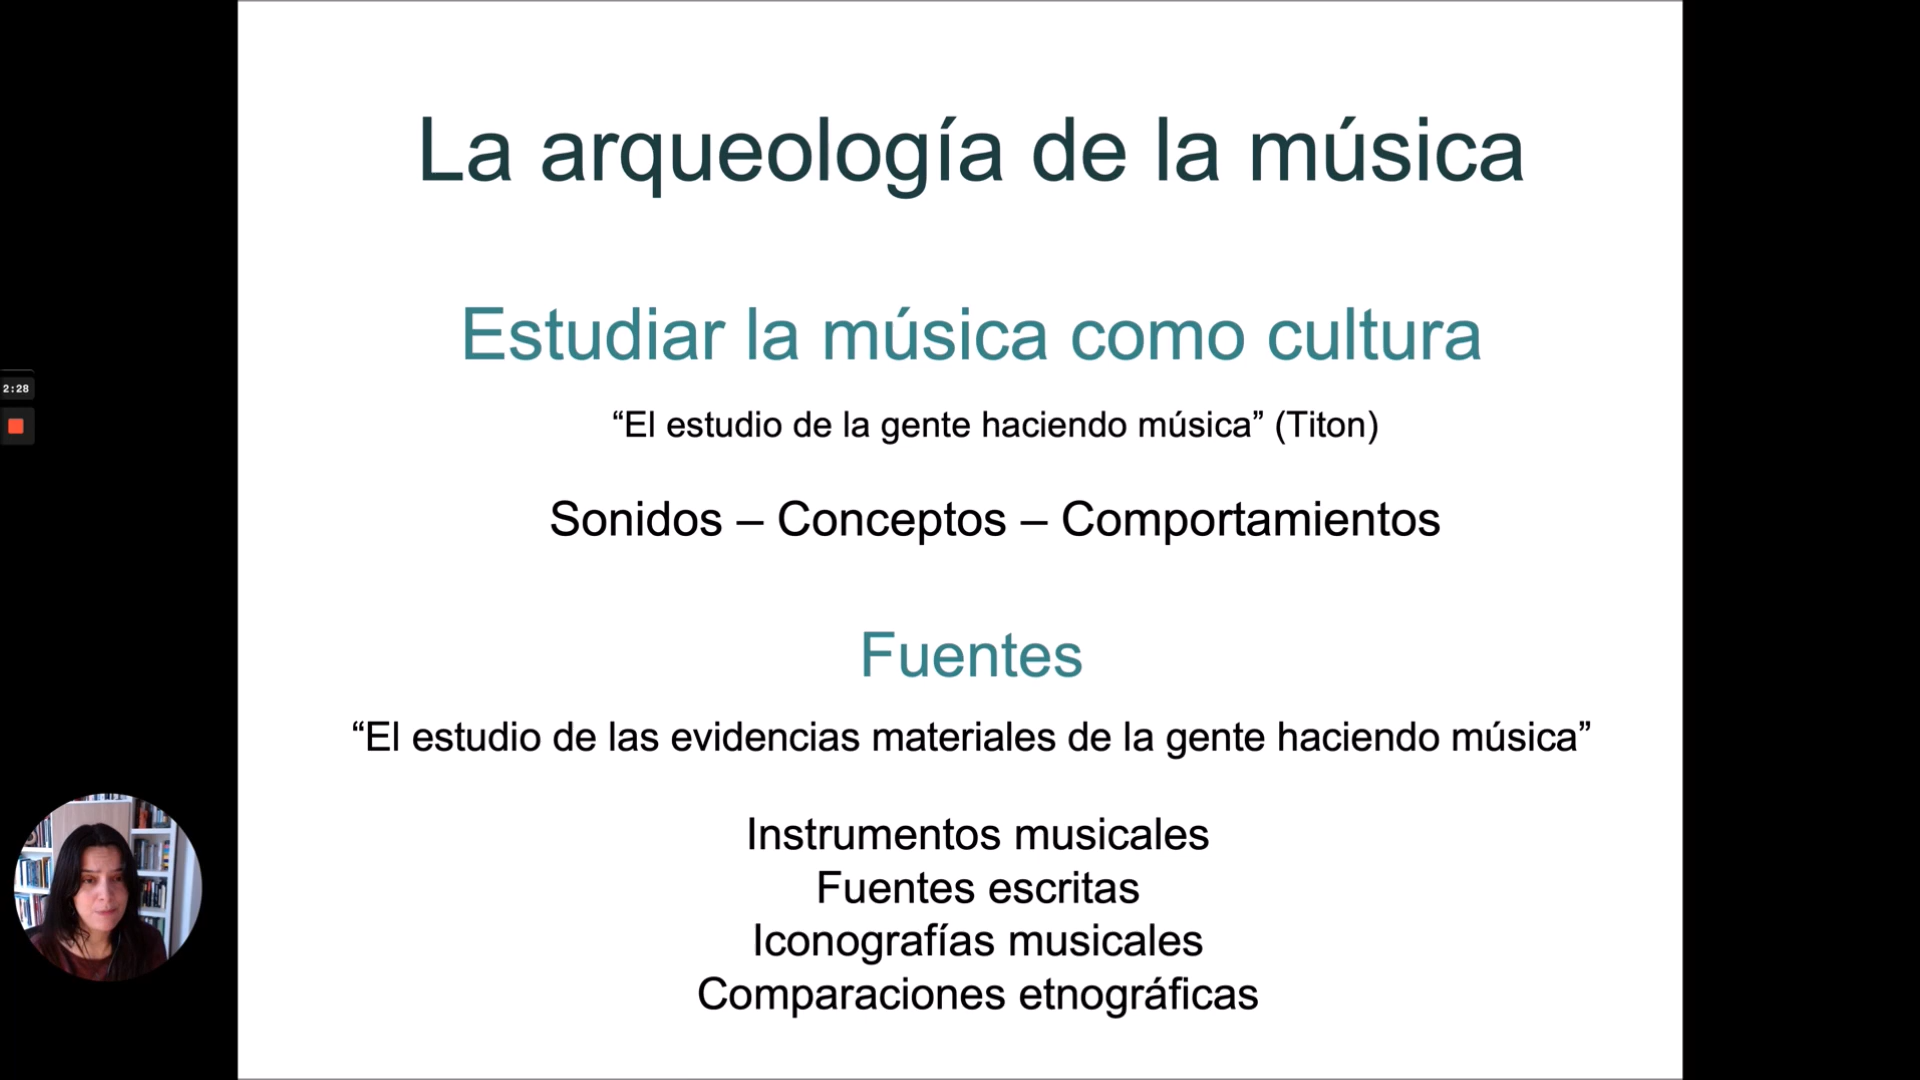 La arqueología de la música
Estudiar la música como cultura
“El estudio de la gente haciendo música” (Titon)
Sonidos – Conceptos – Comportamientos
Fuentes
“El estudio de las evidencias materiales de la gente haciendo música”
Instrumentos musicales
Fuentes escritas
Iconografías musicales
Comparaciones etnográficas
2:28